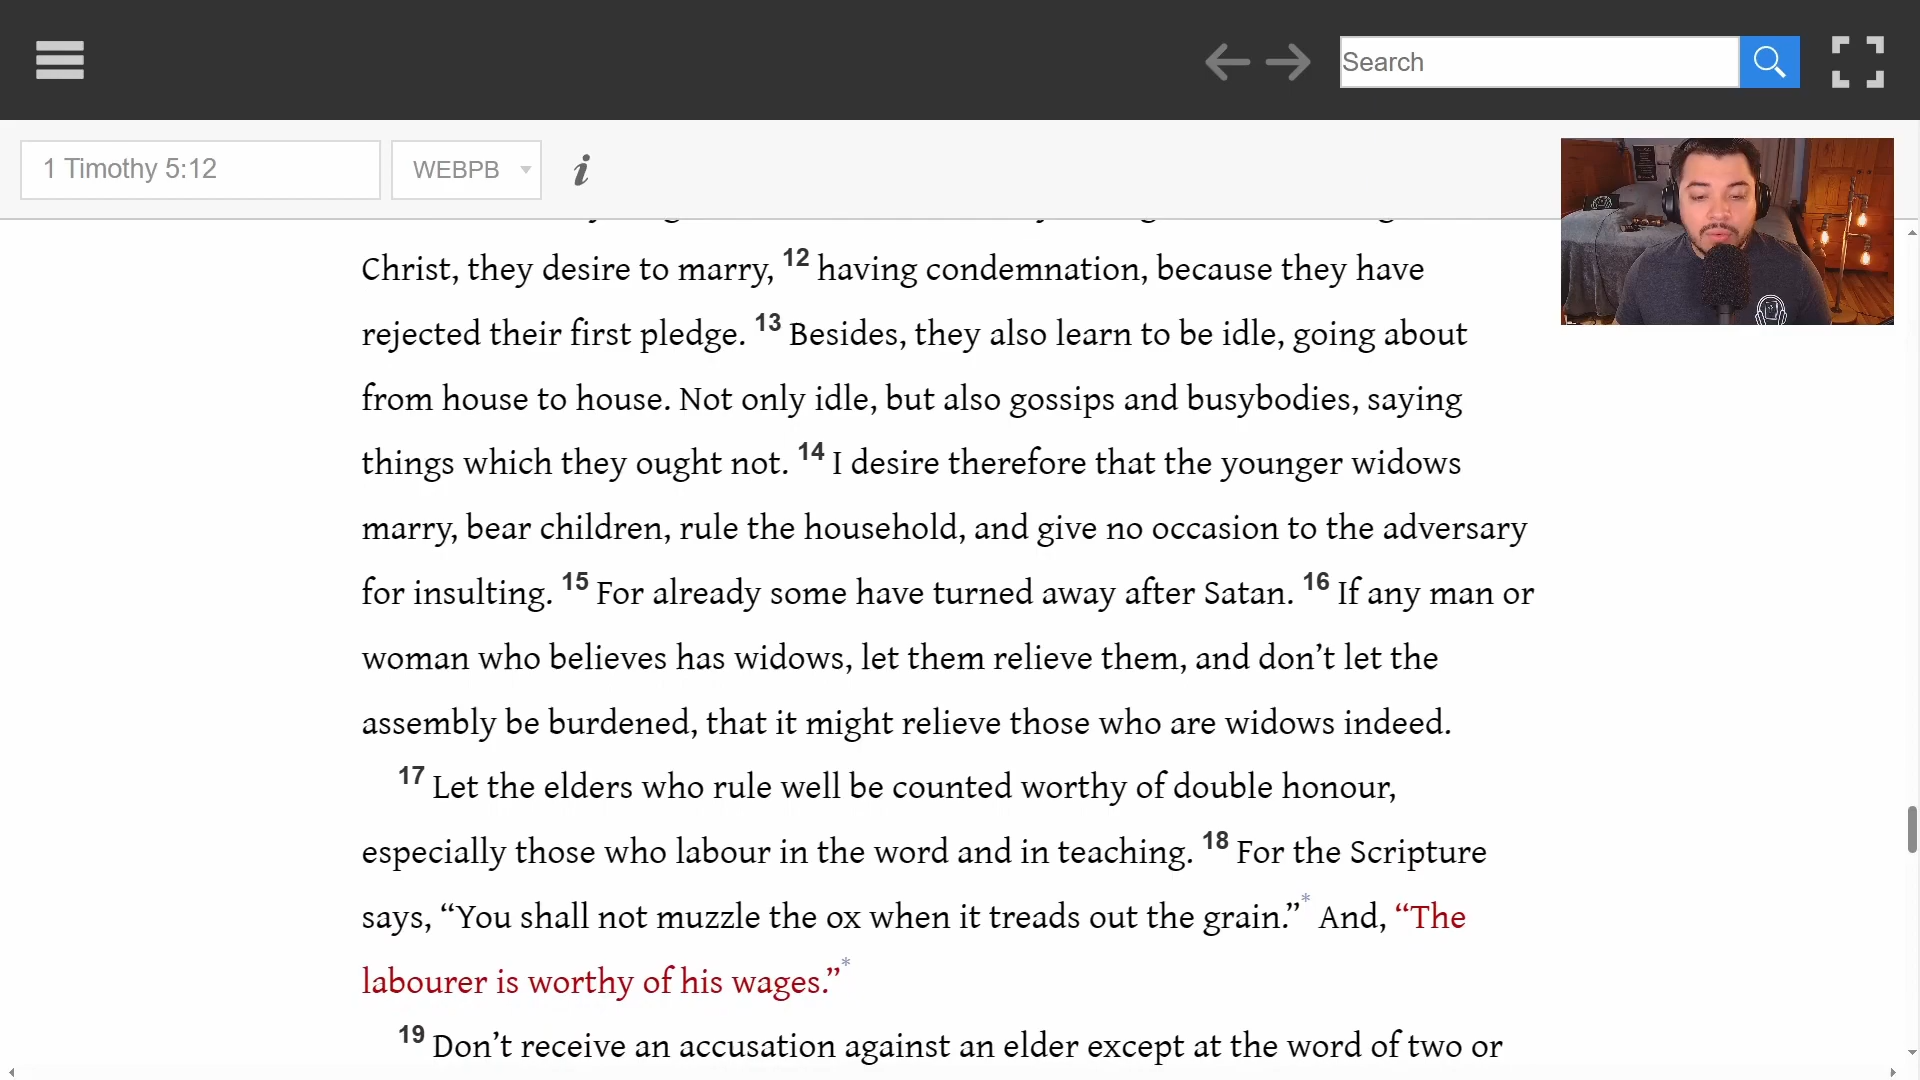 Search
1 Timothy 5:12
WEBPB
i
Christ, they desire to marry, 12 having condemnation, because they have
rejected their first pledge. 13 Besides, they also learn to be idle, going about
from house to house. Not only idle, but also gossips and busybodies, saying
things which they ought not. 14 I desire therefore that the younger widows
marry, bear children, rule the household, and give no occasion to the adversary
for insulting. 15 For already some have turned away after Satan. 16 If any man or
woman who believes has widows, let them relieve them, and don’t let the
assembly be burdened, that it might relieve those who are widows indeed.
17 Let the elders who rule well be counted worthy of double honour,
especially those who labour in the word and in teaching. 18 For the Scripture
says, “You shall not muzzle the ox when it treads out the grain.”* And, “The
labourer is worthy of his wages.”*
19 Don’t receive an accusation against an elder except at the word of two or